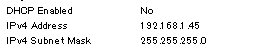 DHCP Enabled No
IPv4 Address 192.168.1.45
IPv4 Subnet Mask 255.255.255.0